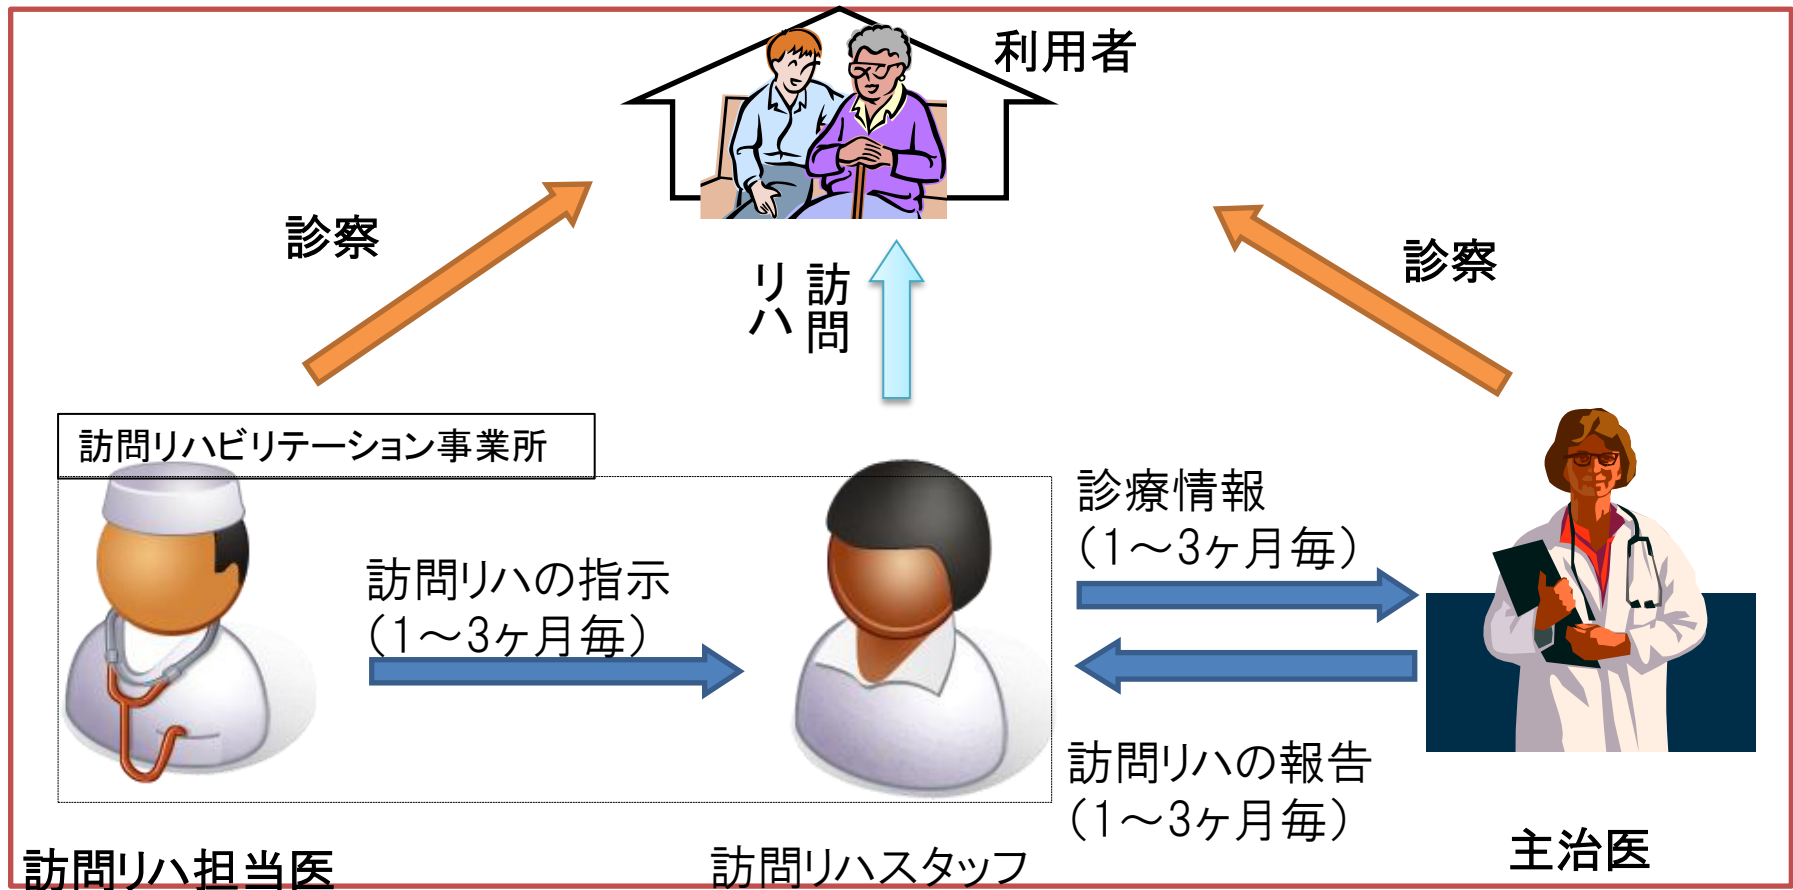 利用者
診察
診察
訪問
リハ
訪問リハビリテーション事業所
診療情報
（1～3ヶ月毎）
訪問リハの指示
（1～3ヶ月毎）
訪問リハの報告
（1～3ヶ月毎）
訪問リハ担当医
訪問リハスタッフ
主治医